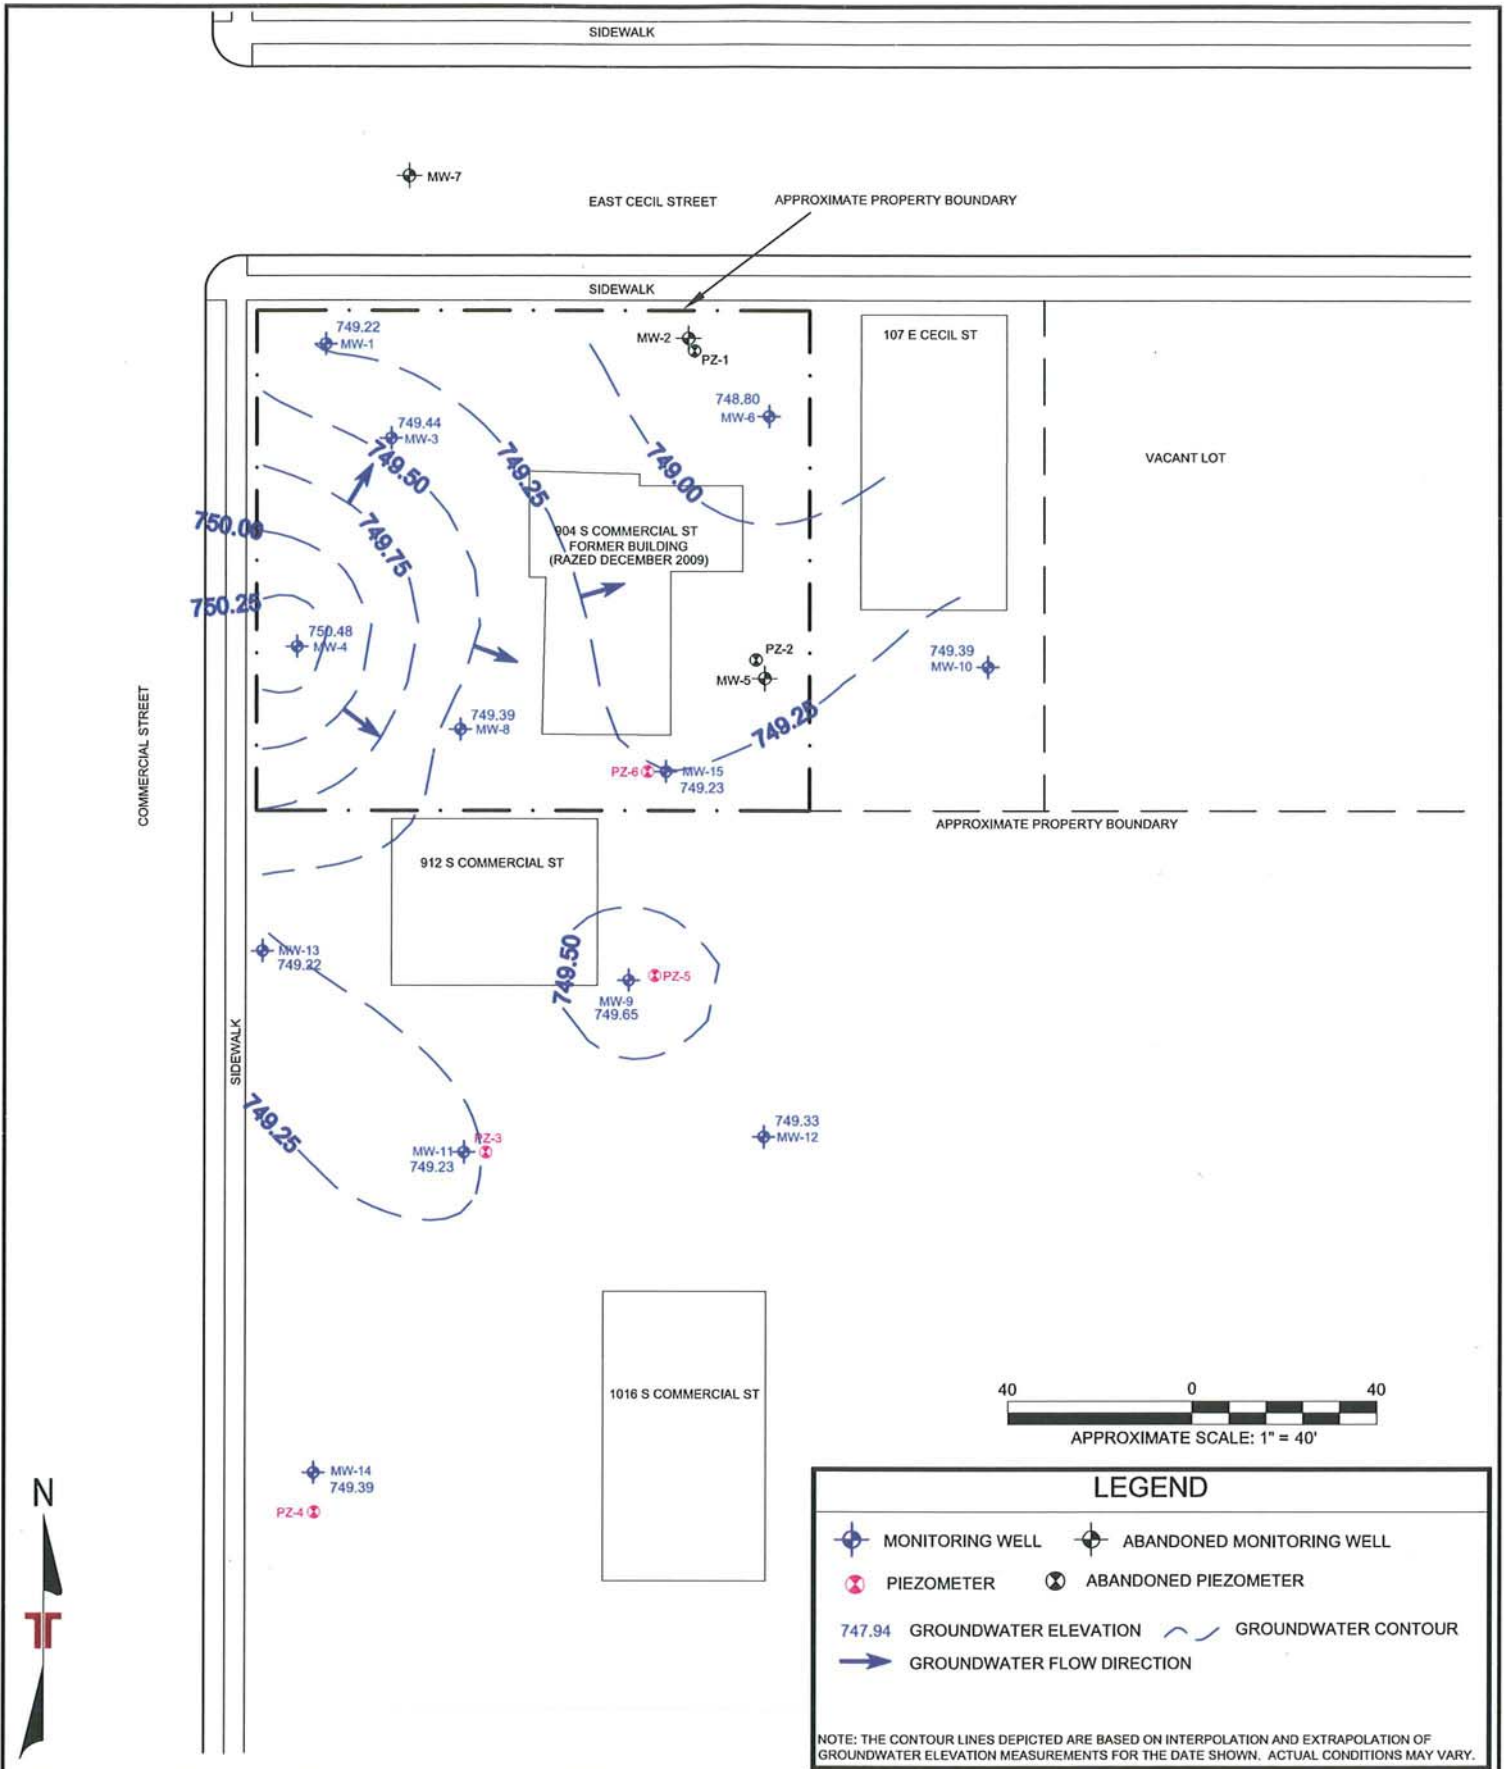 SIDEWALK
MW-7
EAST CECIL STREET
APPROXIMATE PROPERTY BOUNDARY
SIDEWALK
749.22
MW-1
MW-2
PZ-1
107 E CECIL ST
748.80
MW-6
749.44
MW-3
749.50
749.25
749.00
VACANT LOT
750.00
749.75
904 S COMMERCIAL ST
FORMER BUILDING
(RAZED DECEMBER 2009)
750.25
750.48
MW-4
PZ-2
MW-5
749.39
MW-10
COMMERCIAL STREET
749.39
MW-8
749.25
PZ-6
MW-15
749.23
APPROXIMATE PROPERTY BOUNDARY
912 S COMMERCIAL ST
MW-13
749.22
749.50
PZ-5
MW-9
749.65
SIDEWALK
749.25
PZ-3
MW-11
749.23
749.33
MW-12
1016 S COMMERCIAL ST
40 0 40
APPROXIMATE SCALE: 1" = 40'
MW-14
749.39
PZ-4
N
LEGEND
MONITORING WELL
ABANDONED MONITORING WELL
PIEZOMETER
ABANDONED PIEZOMETER
747.94 GROUNDWATER ELEVATION
GROUNDWATER CONTOUR
GROUNDWATER FLOW DIRECTION
NOTE: THE CONTOUR LINES DEPICTED ARE BASED ON INTERPOLATION AND EXTRAPOLATION OF
GROUNDWATER ELEVATION MEASUREMENTS FOR THE DATE SHOWN. ACTUAL CONDITIONS MAY VARY.